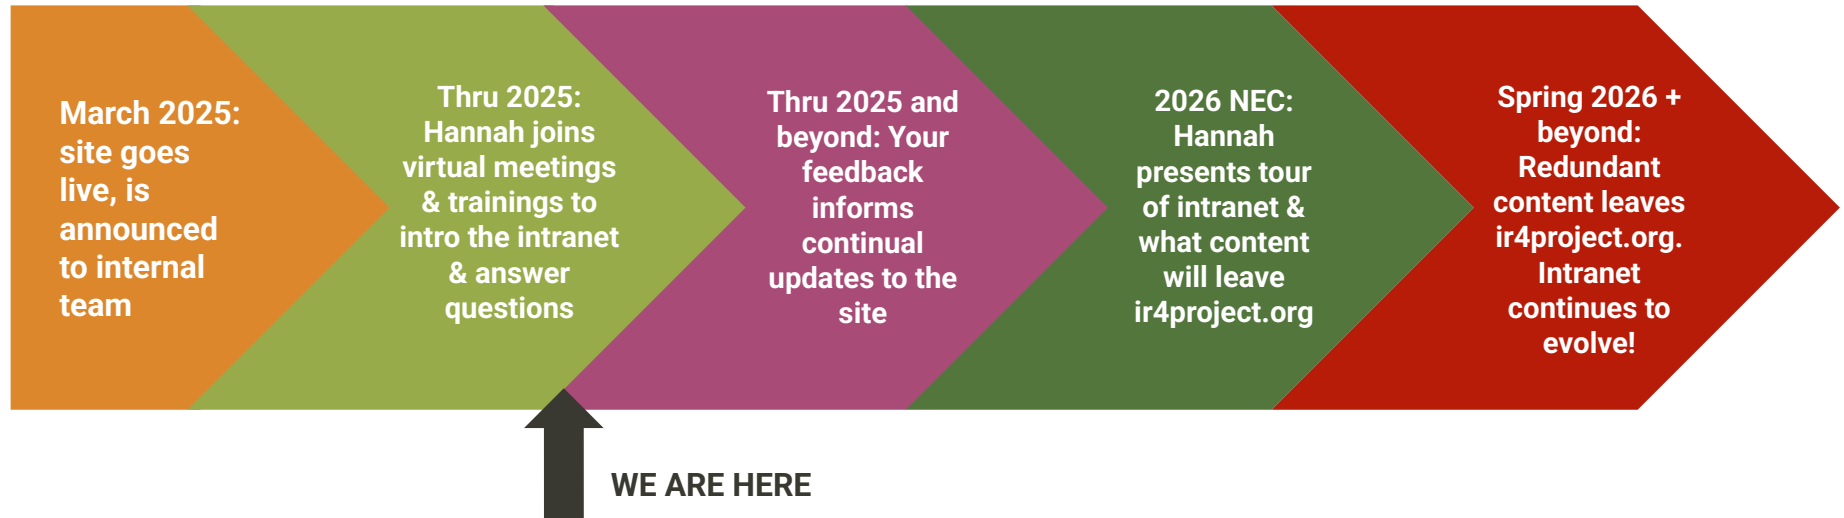 March 2025:
site goes
live, is
announced
to internal
team
Thru 2025:
Hannah joins
virtual meetings
& trainings to
intro the intranet
& answer
questions
Thru 2025 and
beyond: Your
feedback
informs
continual
updates to the
site
2026 NEC:
Hannah
presents tour
of intranet &
what content
will leave
ir4project.org
Spring 2026 +
beyond:
Redundant
content leaves
ir4project.org.
Intranet
continues to
evolve!
WE ARE HERE